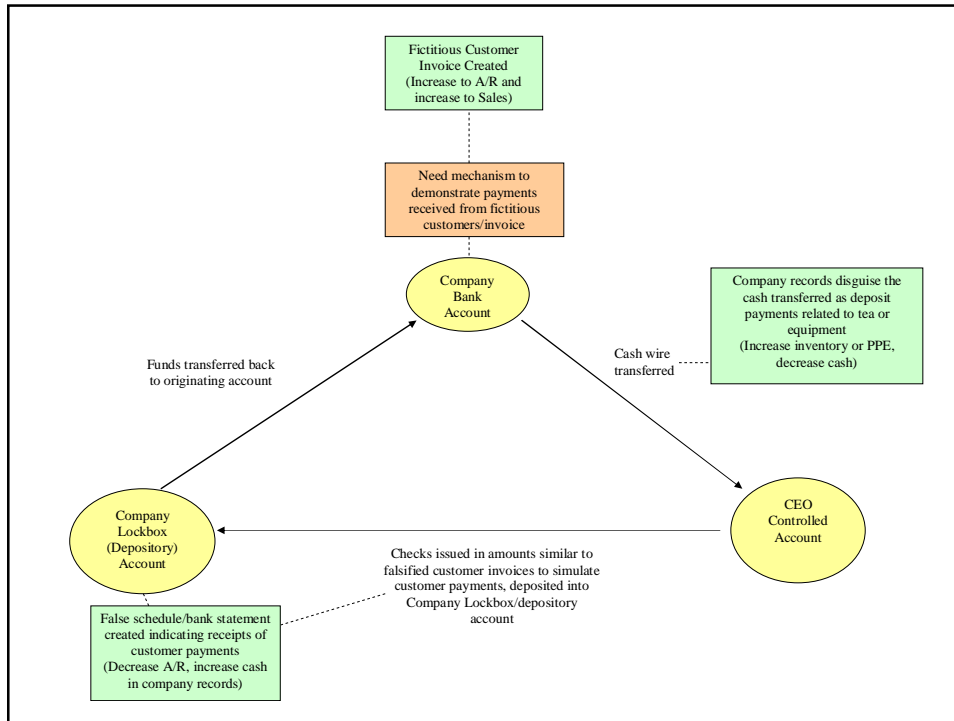 Fictitious Customer
Invoice Created
(Increase to A/R and
increase to Sales)
Need mechanism to
demonstrate payments
received from fictitious
customers/invoice
Company
Bank
Account
Company records disguise the
cash transferred as deposit
payments related to tea or
equipment
(Increase inventory or PPE,
decrease cash)
Funds transferred back
to originating account
Cash wire
transferred
Company
Lockbox
(Depository)
Account
CEO
Controlled
Account
Checks issued in amounts similar to
falsified customer invoices to simulate
customer payments, deposited into
Company Lockbox/depository
account
False schedule/bank statement
created indicating receipts of
customer payments
(Decrease A/R, increase cash
in company records)